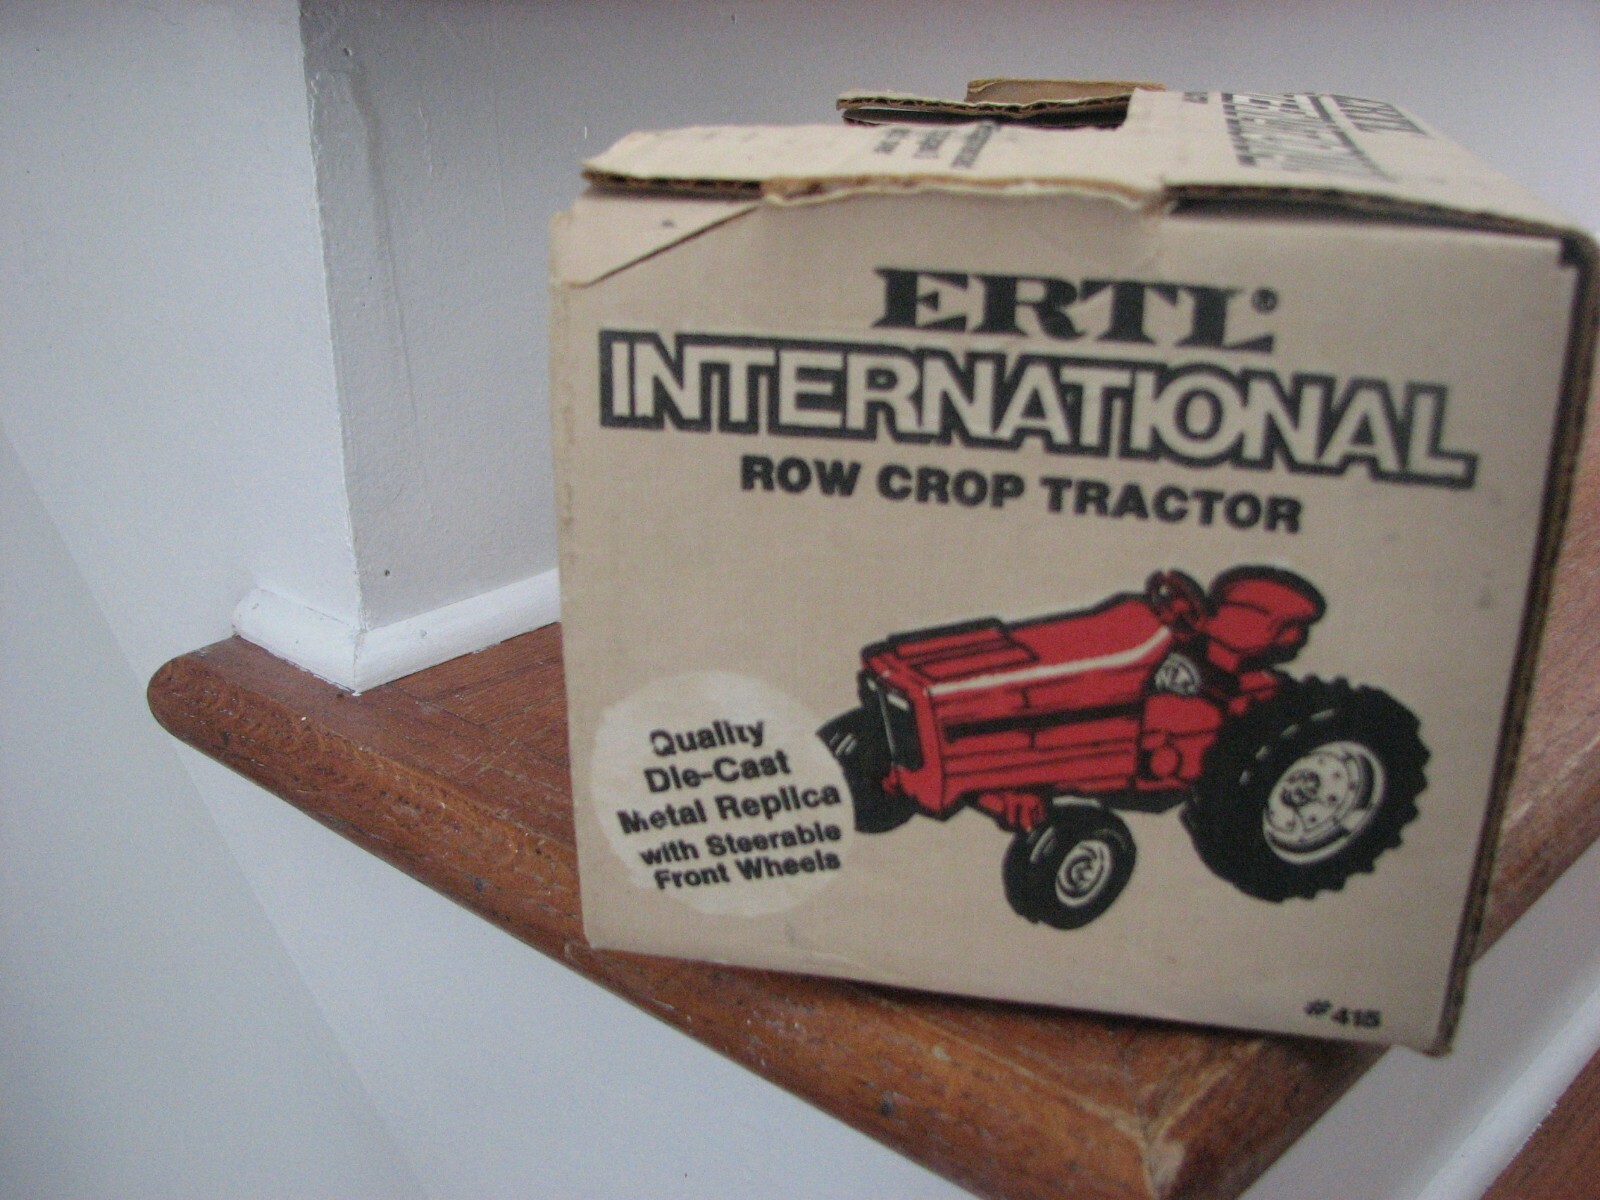 ERTL®
INTERNATIONAL
ROW CROP TRACTOR
Quality
Die-Cast
Metal Replica
with Steerable
Front Wheels
#415